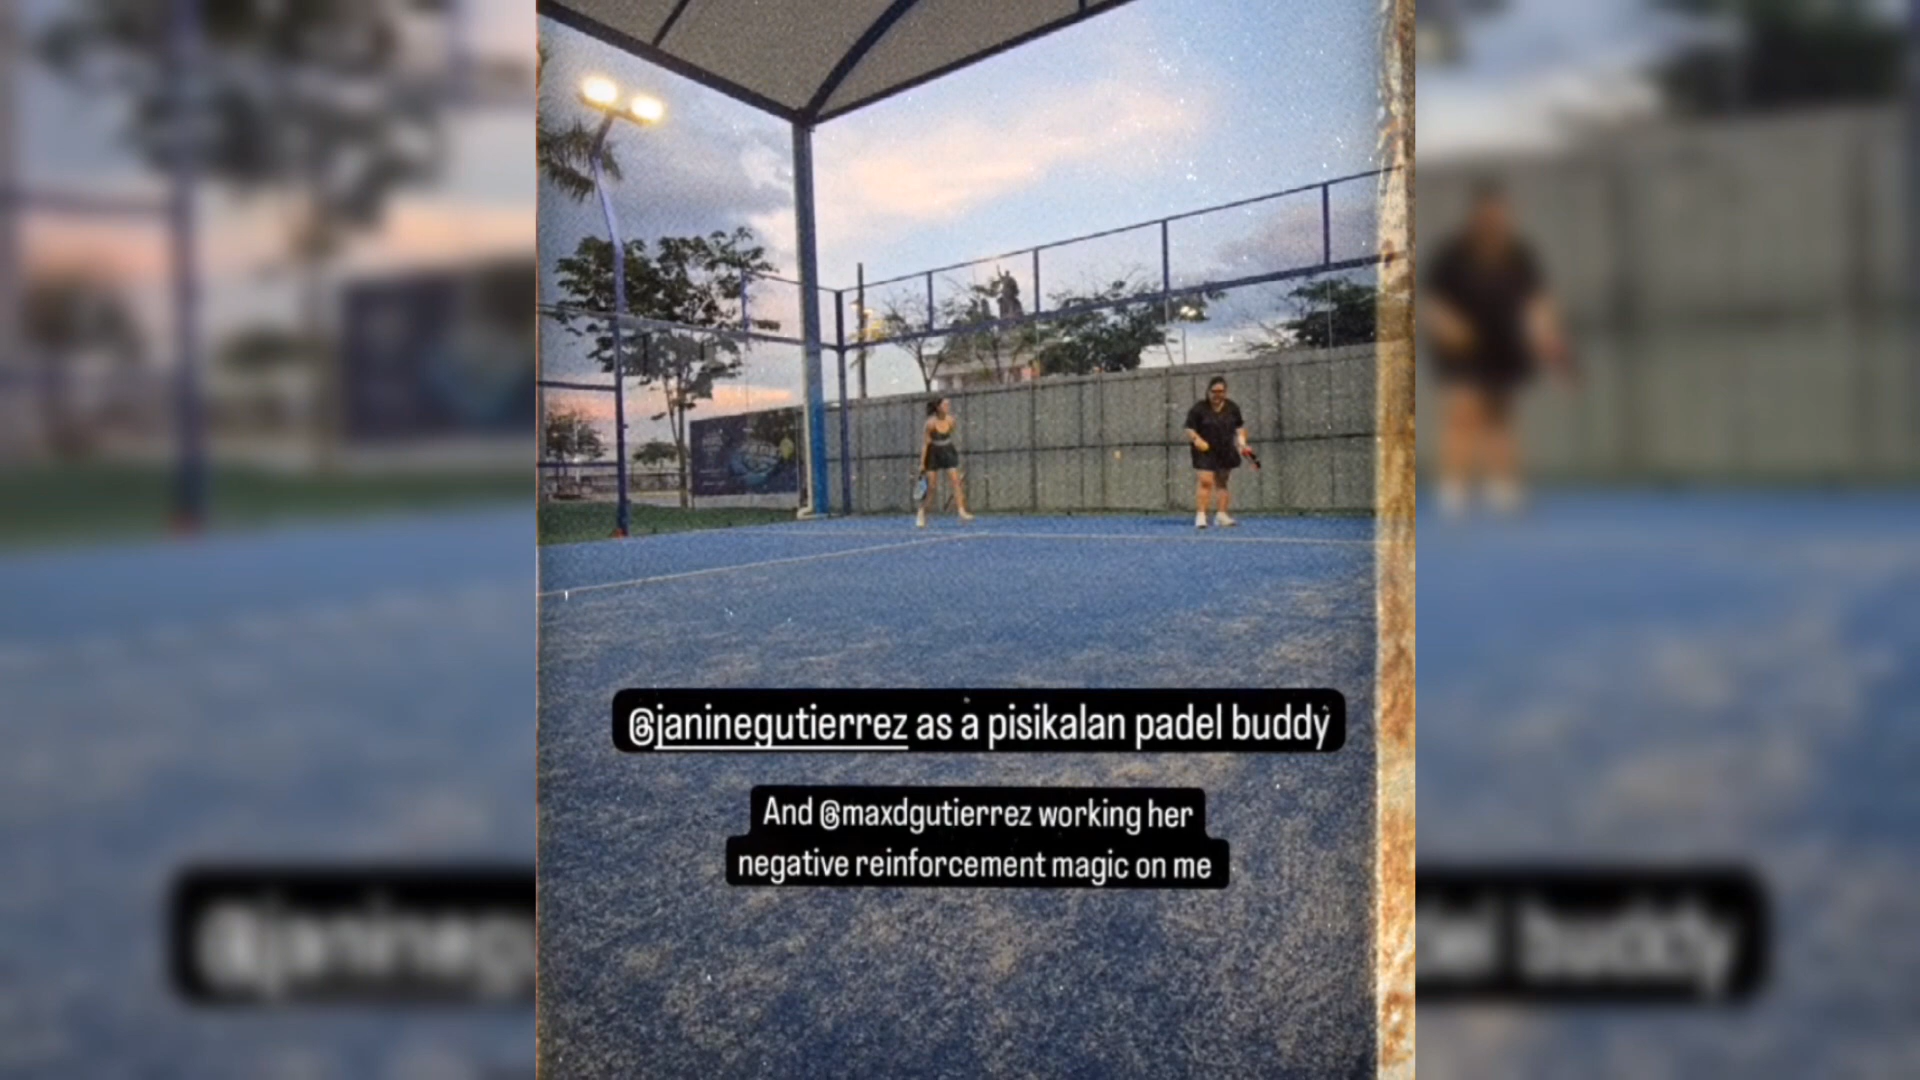 @janinegutierrez as a pisikalan padel buddy
And @maxdgutierrez working her
negative reinforcement magic on me